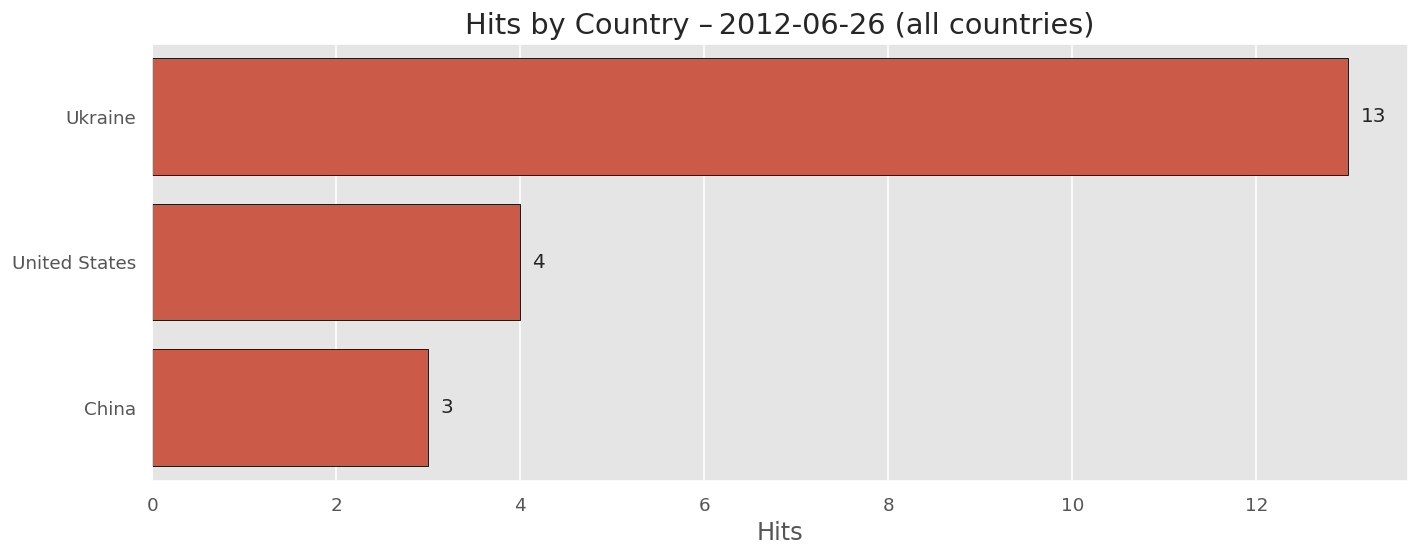 Hits by Country – 2012-06-26 (all countries)
Ukraine
13
United States
4
China
3
0 2 4 6 8 10 12
Hits